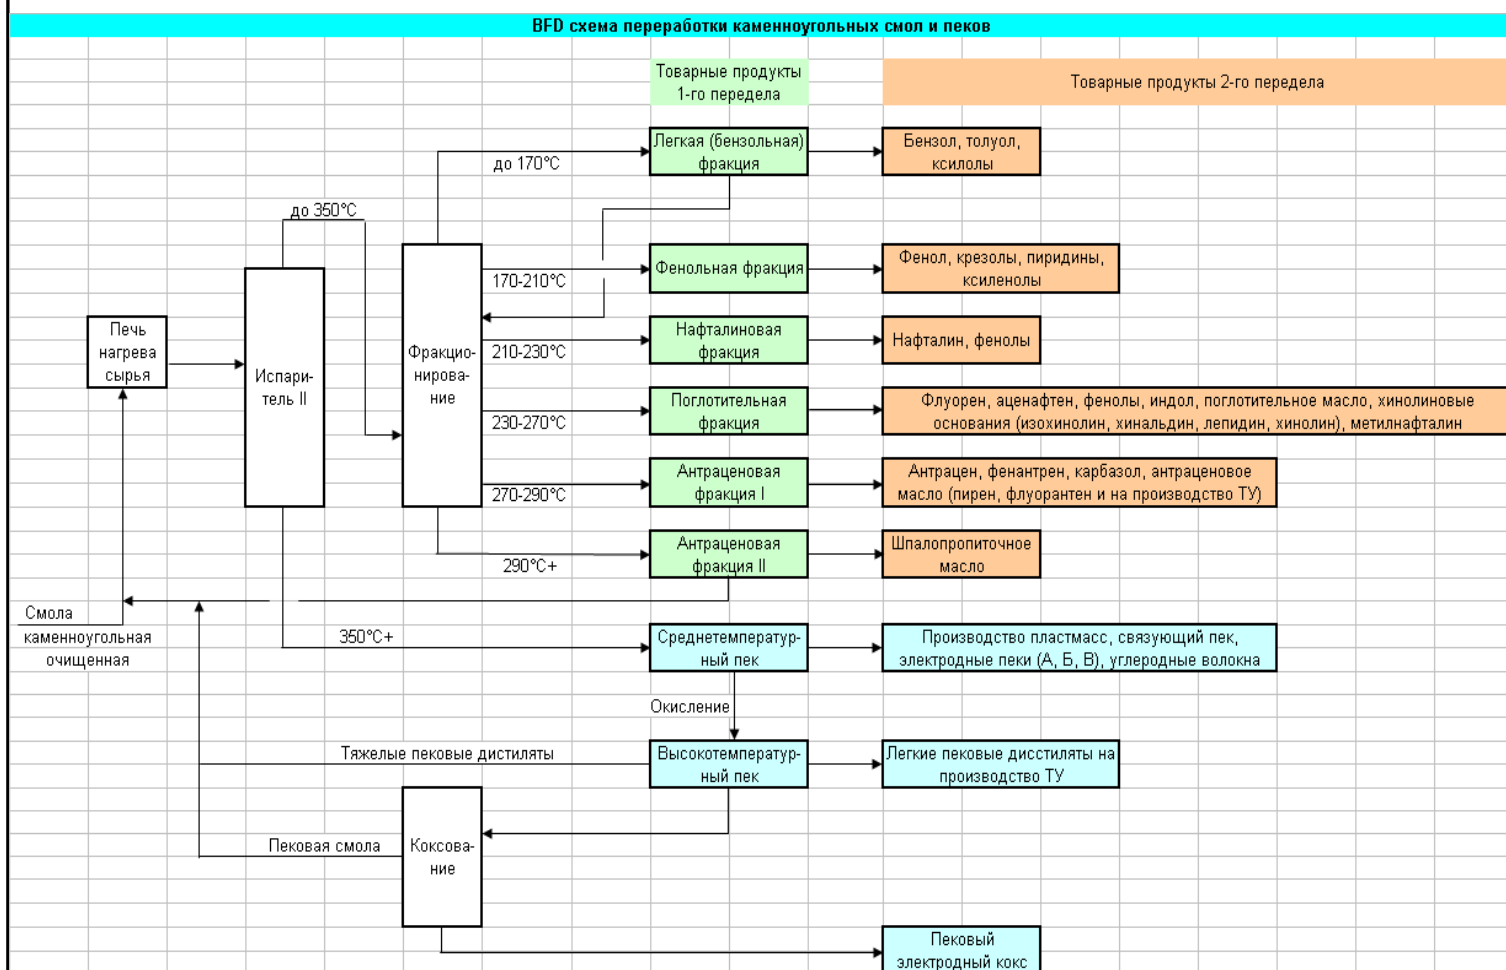 BFD схема переработки каменноугольных смол и пеков
Товарные продукты
1-го передела
Товарные продукты 2-го передела
Легкая (бензольная)
фракция
Бензол, толуол,
ксилолы
до 170°C
до 350°C
Фенольная фракция
Фенол, крезолы, пиридины,
ксиленолы
170-210°C
Печь
нагрева
сырья
Испари-
тель II
Фракцио-
нирова-
ние
Нафталиновая
фракция
Нафталин, фенолы
210-230°C
Поглотительная
фракция
Флуорен, аценафтен, фенолы, индол, поглотительное масло, хинолиновые
основания (изохинолин, хинальдин, лепидин, хинолин), метилнафталин
230-270°C
Антраценовая
фракция I
Антрацен, фенантрен, карбазол, антраценовое
масло (пирен, флуорантен и на производство ТУ)
270-290°C
Антраценовая
фракция II
Шпалопропиточное
масло
290°C+
Смола
каменноугольная
очищенная
350°C+
Среднетемператур-
ный пек
Производство пластмасс, связующий пек,
электродные пеки (А, Б, В), углеродные волокна
Окисление
Тяжелые пековые дистиляты
Высокотемператур-
ный пек
Легкие пековые дисстиляты на
производство ТУ
Пековая смола
Коксова-
ние
Пековый
электродный кокс